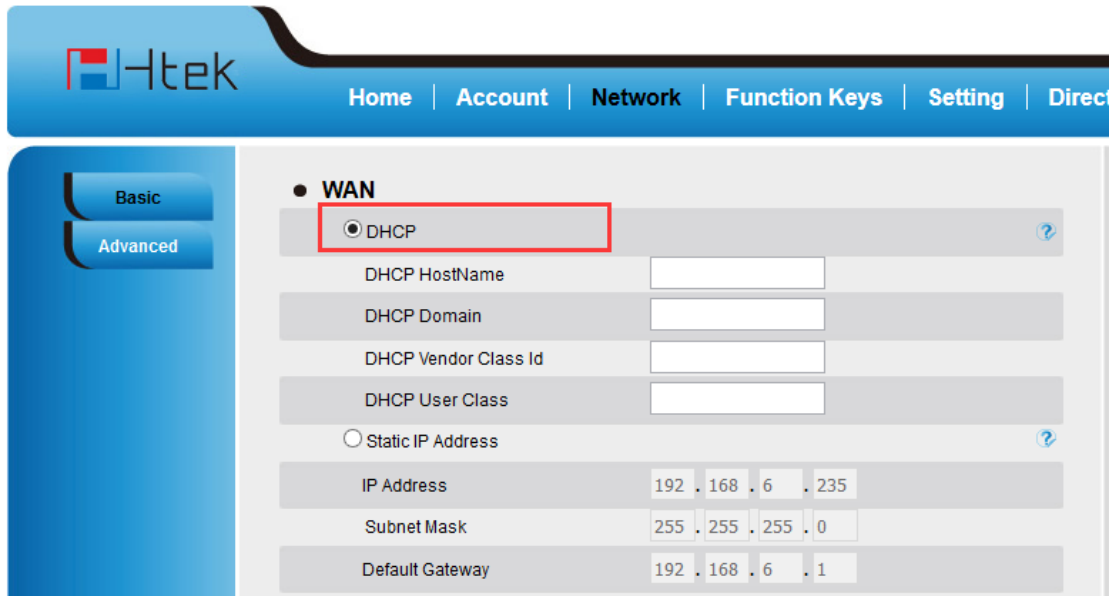 Htek
Home Account Network Function Keys Setting Direct
Basic
Advanced
WAN
DHCP
DHCP HostName
DHCP Domain
DHCP Vendor Class Id
DHCP User Class
Static IP Address
IP Address 192 . 168 . 6 . 235
Subnet Mask 255 . 255 . 255 . 0
Default Gateway 192 . 168 . 6 . 1